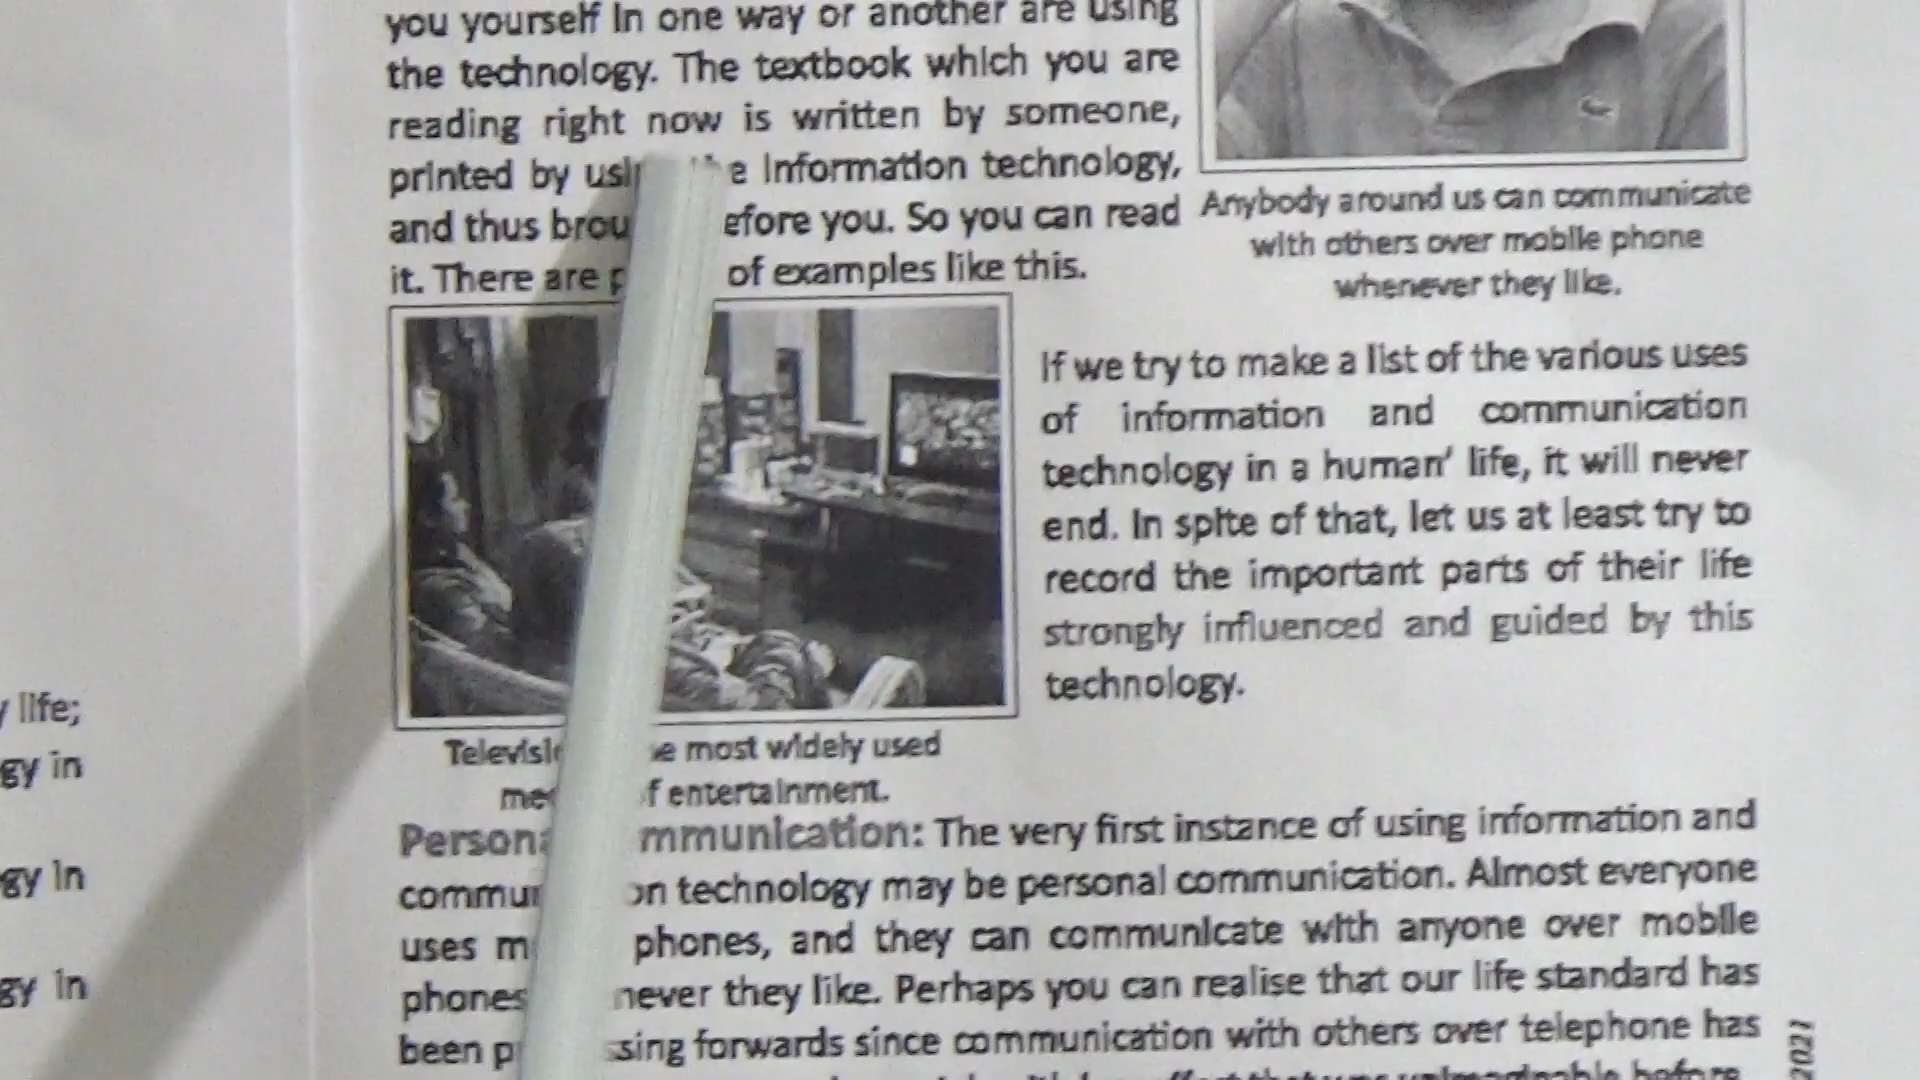 you yourself in one way or another are using
the technology. The textbook which you are
reading right now is written by someone,
printed by the Information technology,
and thus you. So you can read
it. There are of examples like this.
Anybody around us can communicate
with others over mobile phone
whenever they like.
If we try to make a list of the various uses
of information and communication
technology in a human' life, it will never
end. In spite of that, let us at least try to
record the important parts of their life
strongly influenced and guided by this
technology.
most widely used
entertainment.
The very first instance of using information and
technology may be personal communication. Almost everyone
uses phones, and they can communicate with anyone over mobile
phones they like. Perhaps you can realise that our life standard has
been forwards since communication with others over telephone has
before
life;
in
in
in
2021